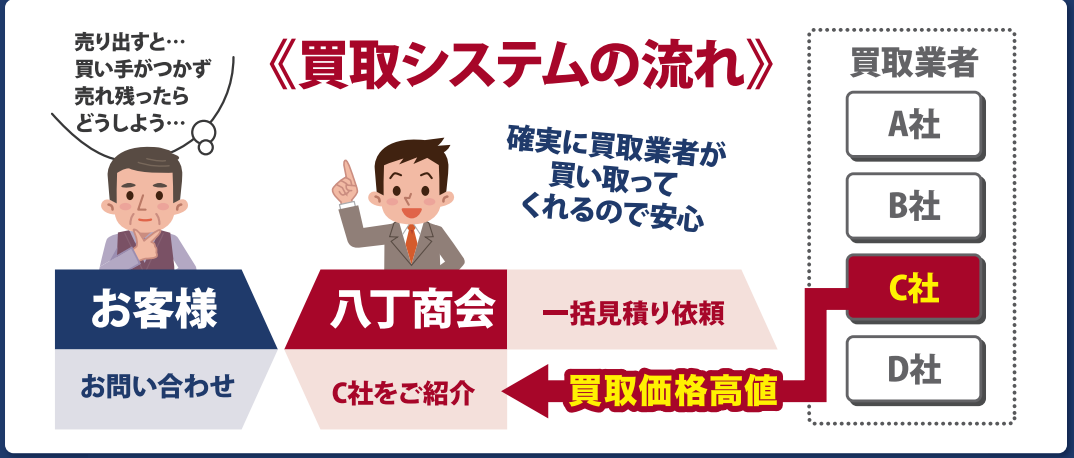 売り出すと…
買い手がつかず
売れ残ったら
どうしよう…
《買取システムの流れ》
確実に買取業者が
買い取って
くれるので安心
お客様
お問い合わせ
八丁商会
一括見積り依頼
C社をご紹介
買取価格高値
買取業者
A社
B社
C社
D社